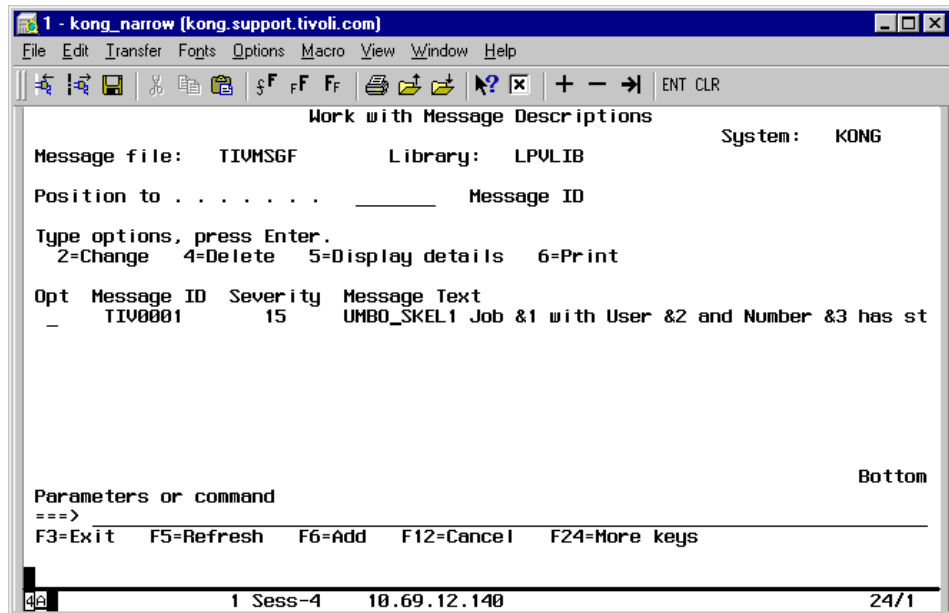 1 - kong_narrow (kong.support.tivoli.com)
File Edit Transfer Fonts Options Macro View Window Help
ENT CLR
Work with Message Descriptions
System: KONG
Message file: TIVMSGF Library: LPVLIB
Position to . . . . . . . _______ Message ID
Type options, press Enter.
2=Change 4=Delete 5=Display details 6=Print
Opt Message ID Severity Message Text
_ TIV0001 15 UMBO_SKEL1 Job &1 with User &2 and Number &3 has st
Bottom
Parameters or command
===>
F3=Exit F5=Refresh F6=Add F12=Cancel F24=More keys
4A 1 Sess-4 10.69.12.140 24/1